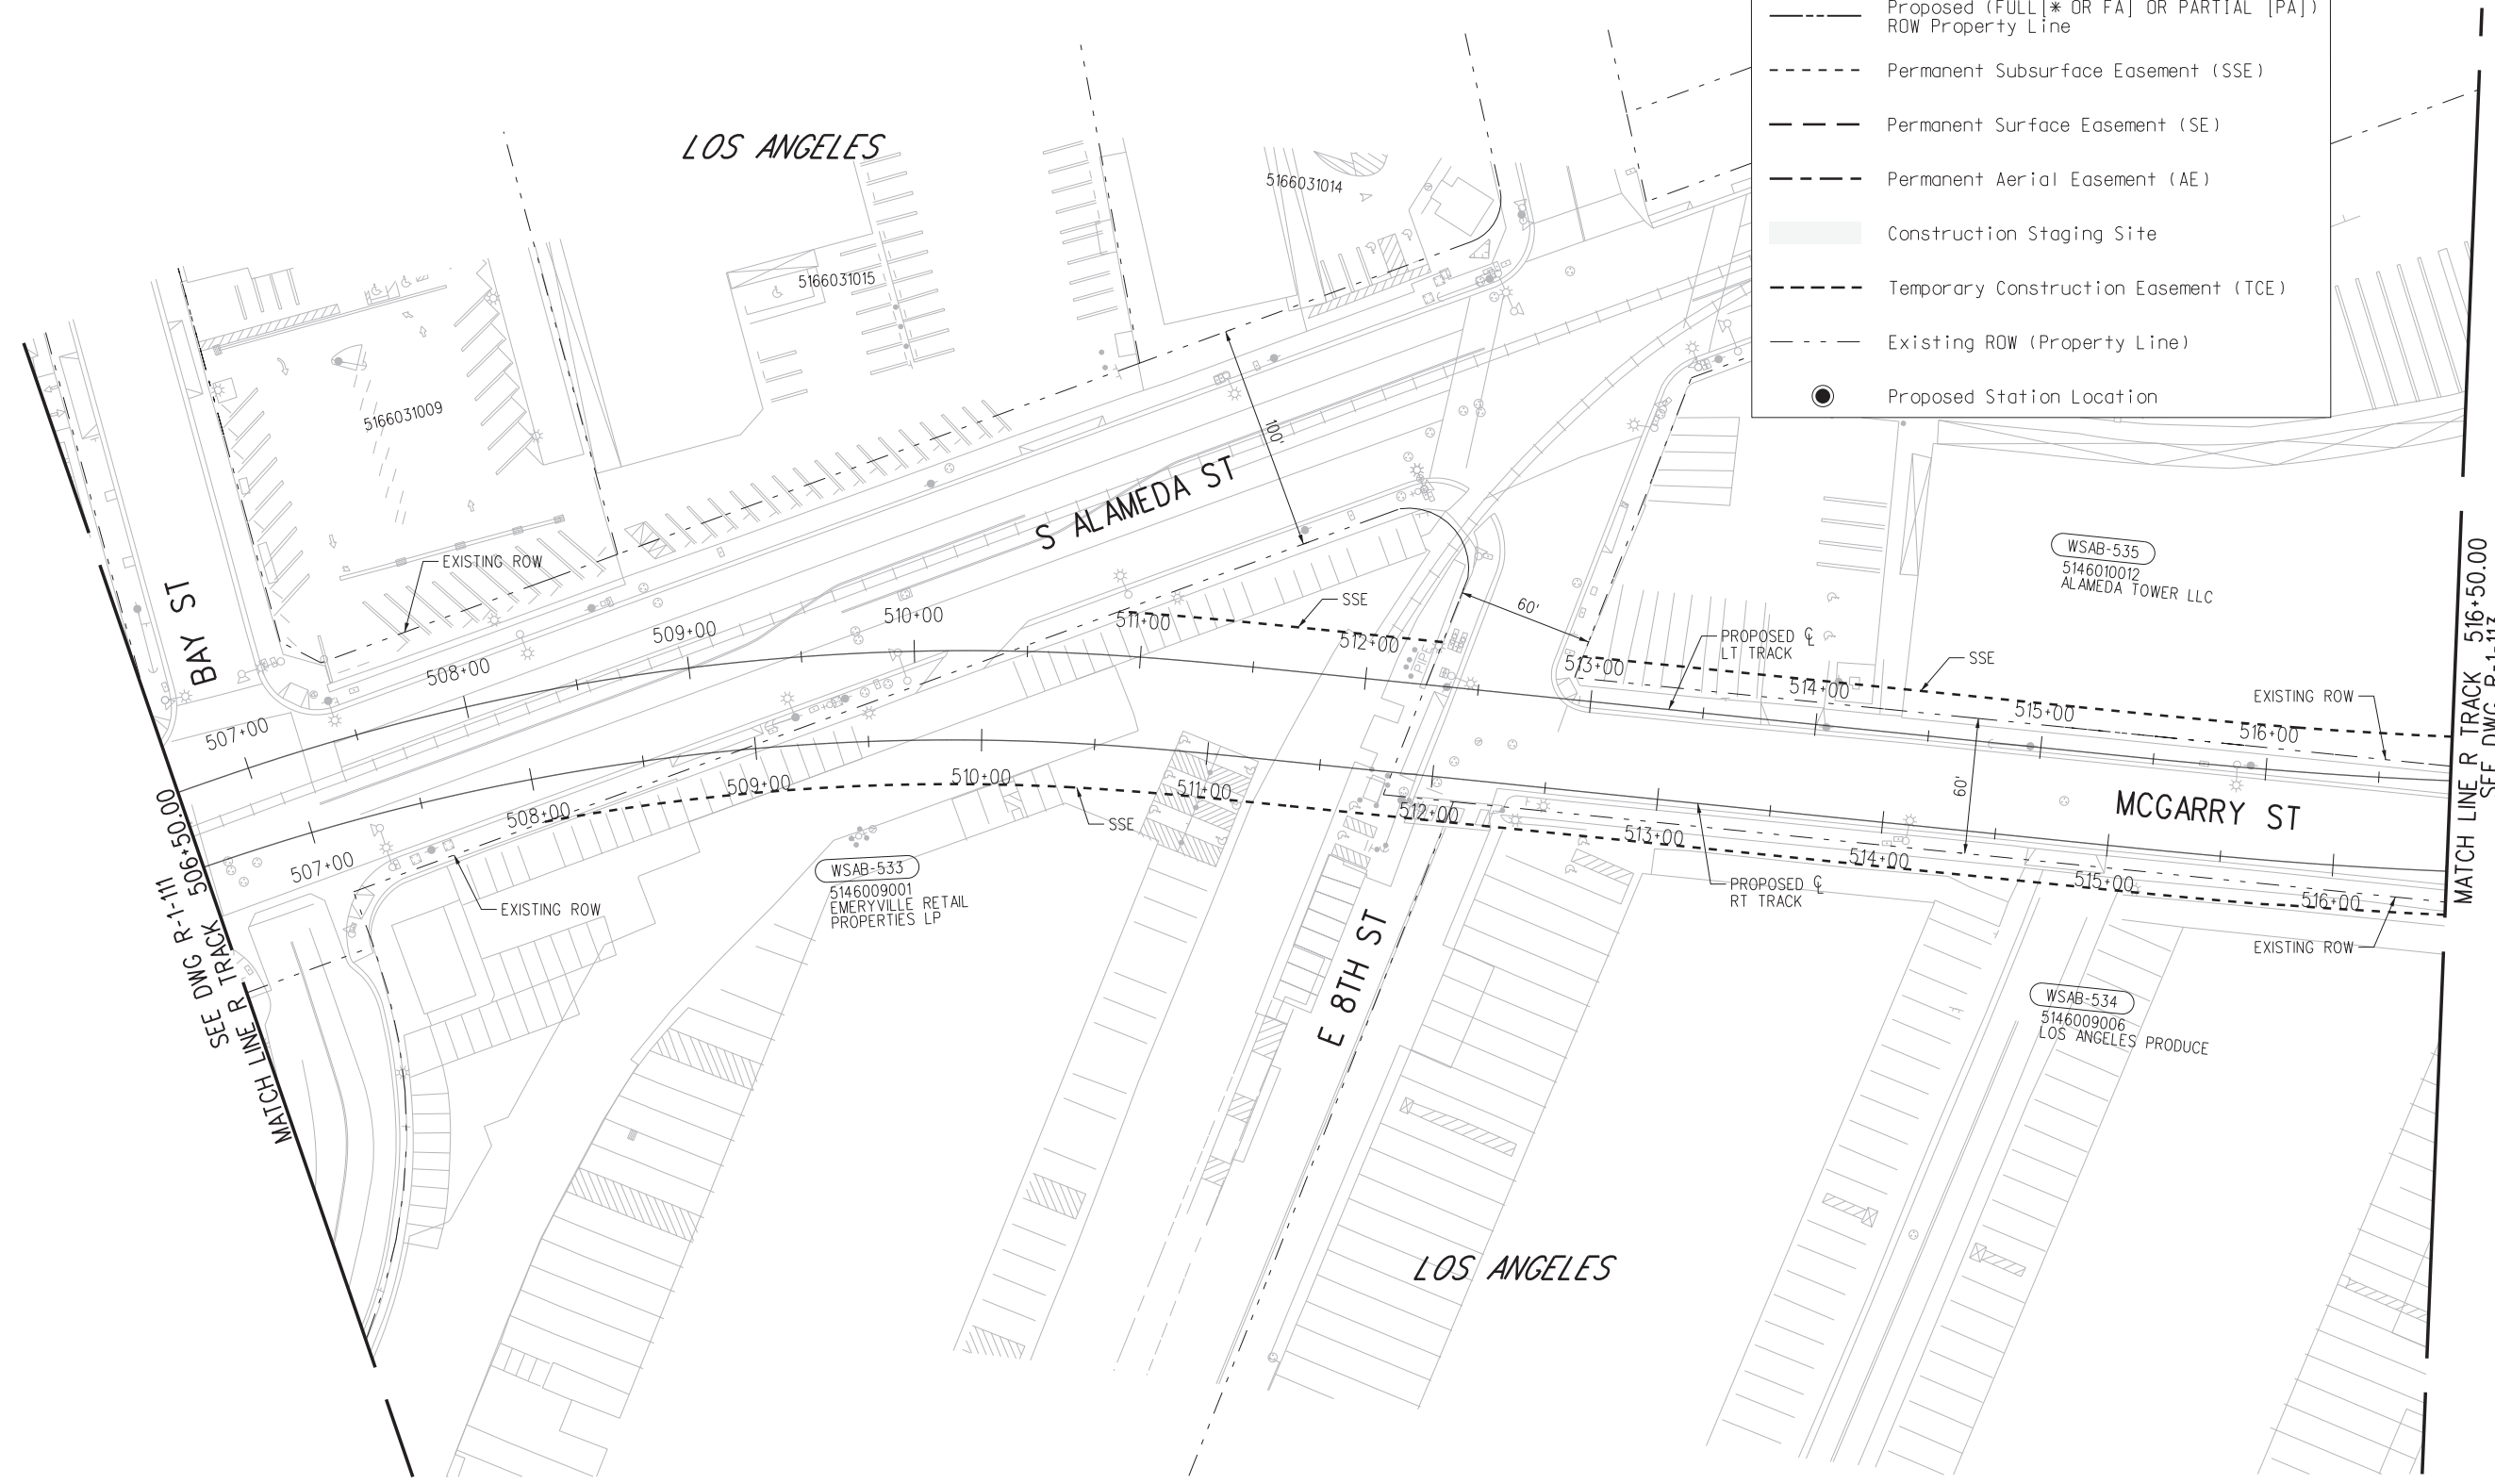 Proposed (FULL[* OR FA] OR PARTIAL [PA])
ROW Property Line
Permanent Subsurface Easement (SSE)
Permanent Surface Easement (SE)
Permanent Aerial Easement (AE)
Construction Staging Site
Temporary Construction Easement (TCE)
Existing ROW (Property Line)
Proposed Station Location
LOS ANGELES
5166031014
5166031015
5166031009
100'
S ALAMEDA ST
EXISTING ROW
BAY ST
507+00
508+00
509+00
510+00
511+00
SSE
512+00
PIPE
60'
513+00
PROPOSED ℄
LT TRACK
514+00
SSE
515+00
516+00
EXISTING ROW
WSAB-535
5146010012
ALAMEDA TOWER LLC
MATCH LINE R TRACK 516+50.00
SEE DWG R-1-113
60'
MCGARRY ST
507+00
508+00
509+00
510+00
511+00
512+00
513+00
514+00
515+00
516+00
SSE
EXISTING ROW
WSAB-533
5146009001
EMERYVILLE RETAIL
PROPERTIES LP
PROPOSED ℄
RT TRACK
EXISTING ROW
E 8TH ST
WSAB-534
5146009006
LOS ANGELES PRODUCE
SEE DWG R-1-111
MATCH LINE R TRACK 506+50.00
LOS ANGELES